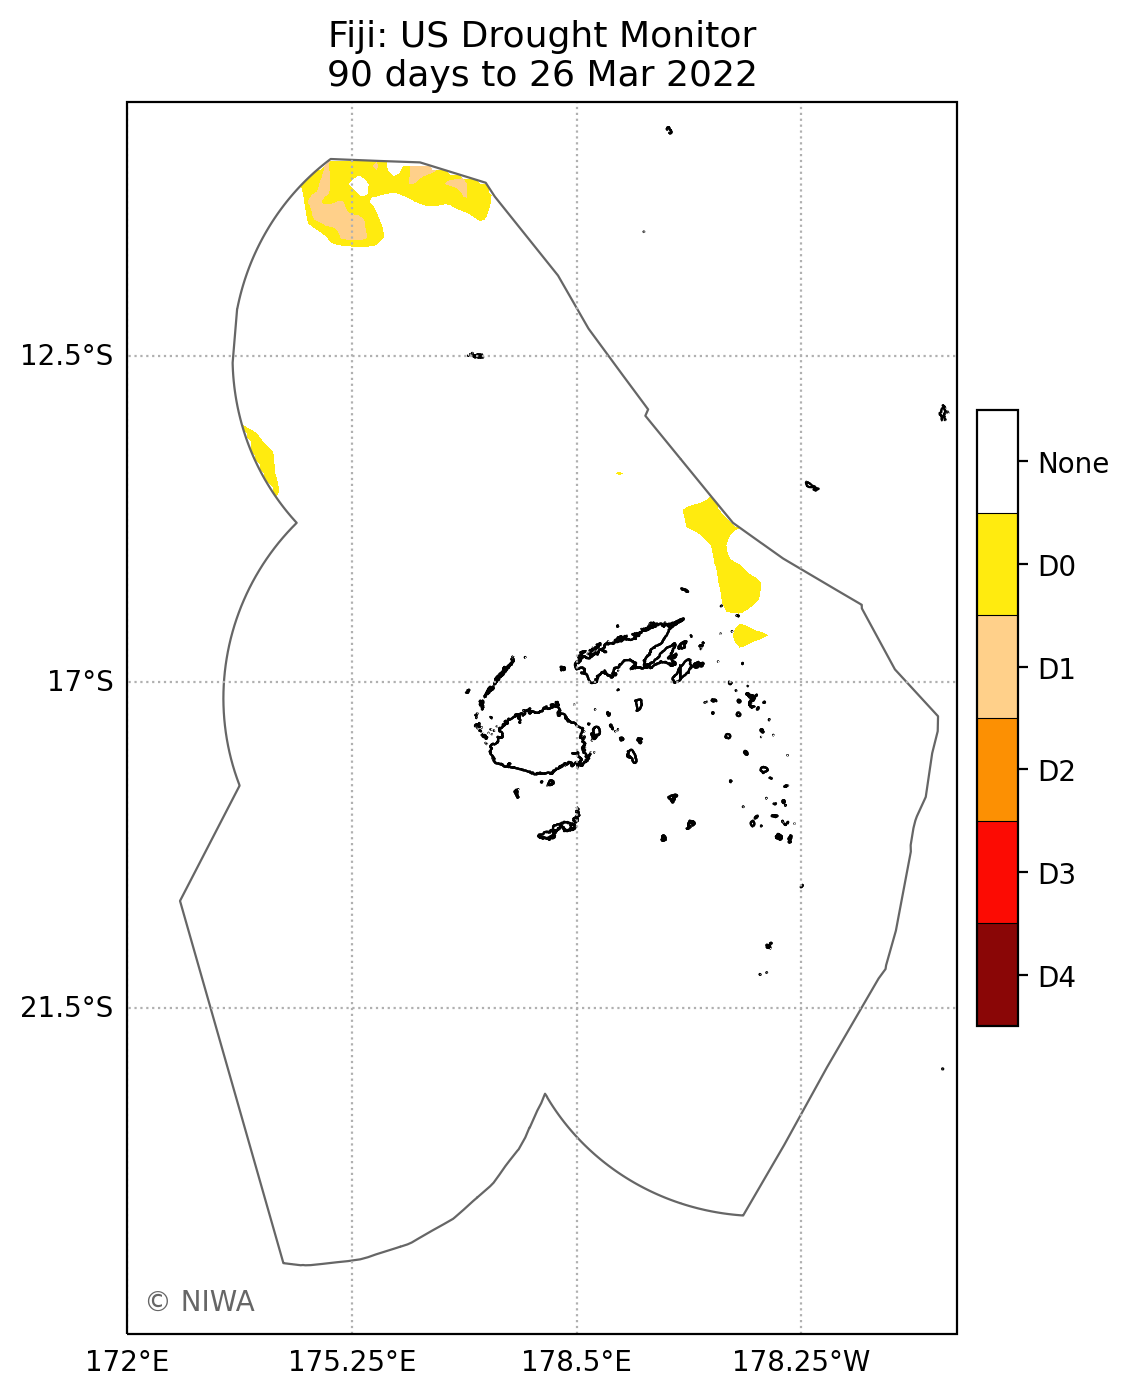 Fiji: US Drought Monitor
90 days to 26 Mar 2022
12.5°S
17°S
21.5°S
172°E
175.25°E
178.5°E
178.25°W
None
D0
D1
D2
D3
D4
© NIWA